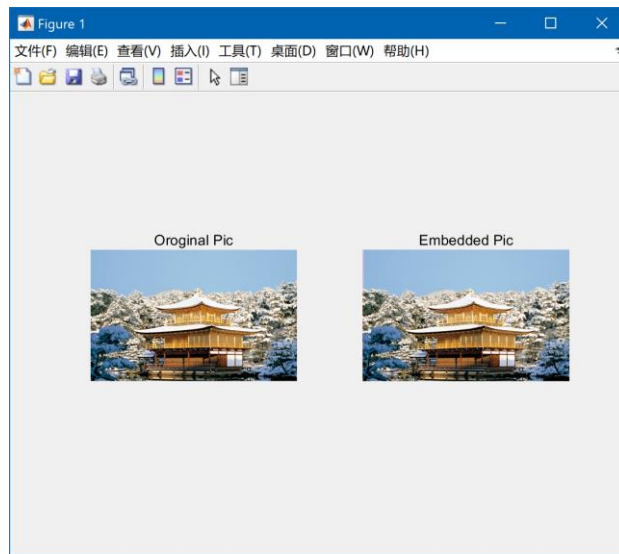 Figure 1
文件(F) 编辑(E) 查看(V) 插入(I) 工具(T) 桌面(D) 窗口(W) 帮助(H)
Oroginal Pic
Embedded Pic